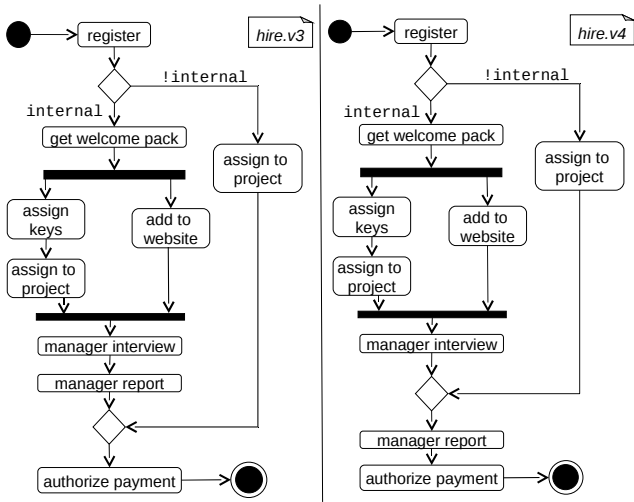 register
hire.v3
!internal
internal
get welcome pack
assign to
project
assign
keys
add to
website
assign to
project
manager interview
manager report
authorize payment
register
hire.v4
!internal
internal
get welcome pack
assign to
project
assign
keys
add to
website
assign to
project
manager interview
manager report
authorize payment